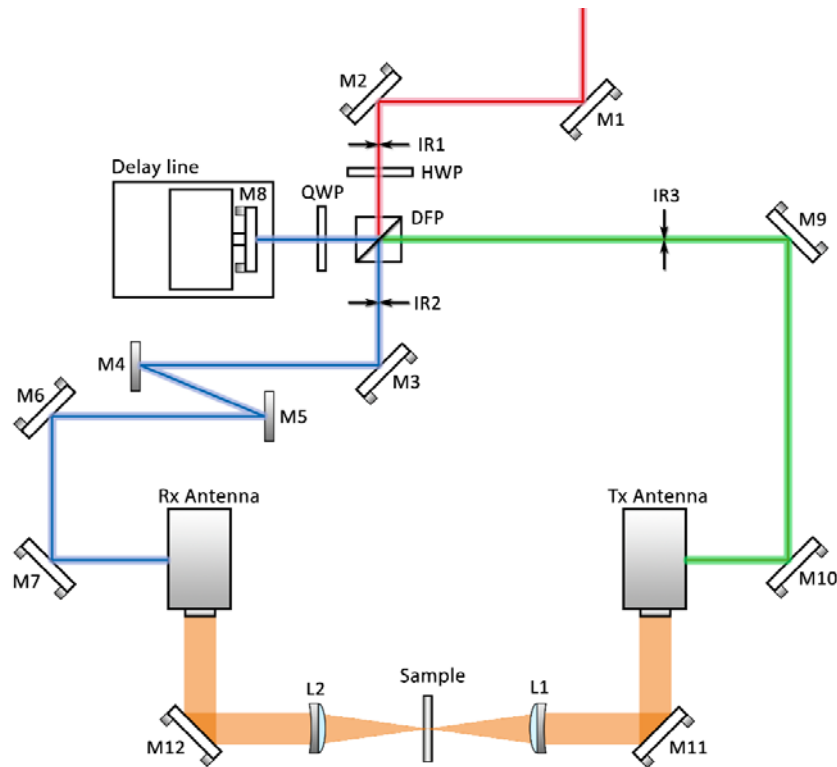 M2
M1
IR1
HWP
Delay line
M8
QWP
DFP
IR3
M9
IR2
M4
M3
M6
M5
Rx Antenna
Tx Antenna
M7
M10
L2
Sample
L1
M12
M11